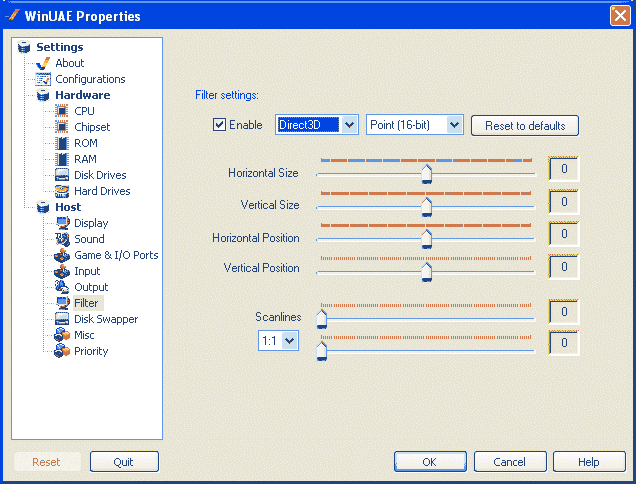 WinUAE Properties
Settings
About
Configurations
Hardware
CPU
Chipset
ROM
RAM
Disk Drives
Hard Drives
Host
Display
Sound
Game & I/O Ports
Input
Output
Filter
Disk Swapper
Misc
Priority
Filter settings:
Enable
Direct3D
Point (16-bit)
Reset to defaults
Horizontal Size
0
Vertical Size
0
Horizontal Position
0
Vertical Position
0
Scanlines
0
1:1
0
Reset
Quit
OK
Cancel
Help